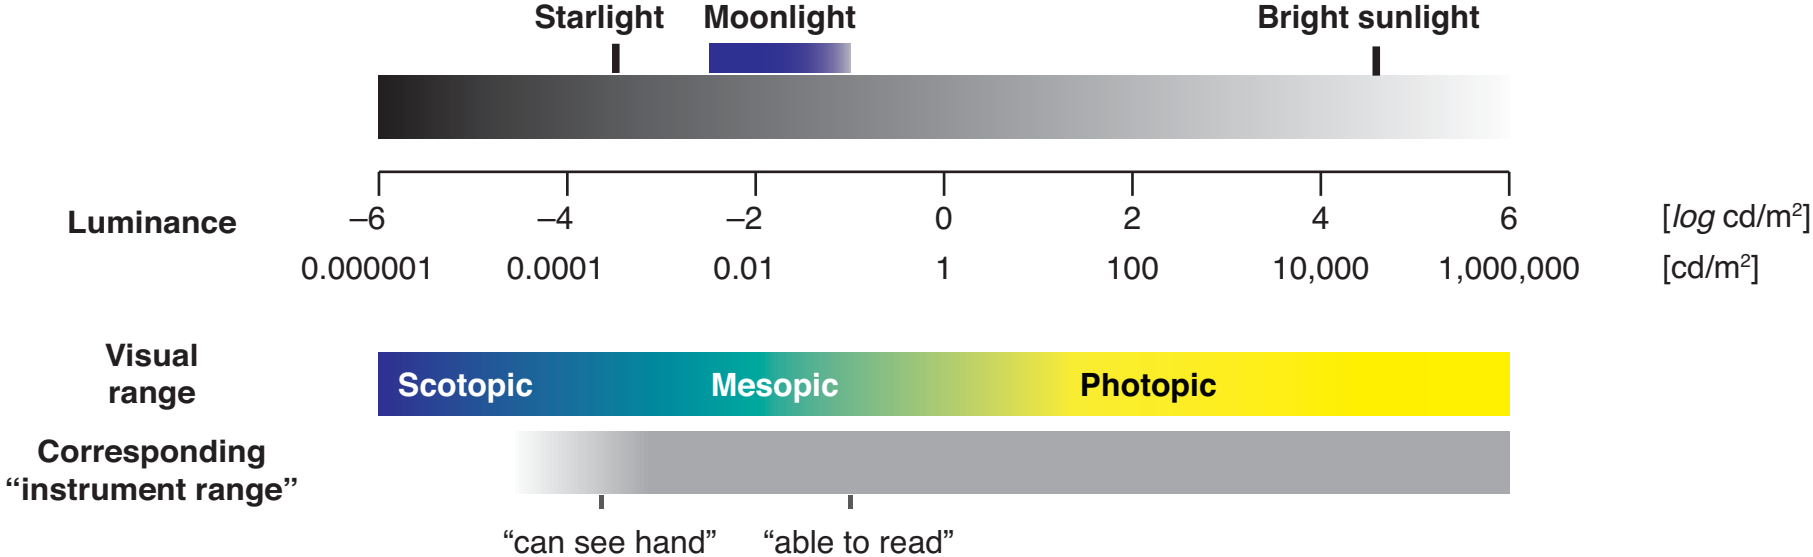 Starlight Moonlight Bright sunlight
Luminance –6 –4 –2 0 2 4 6 [log cd/m²]
0.000001 0.0001 0.01 1 100 10,000 1,000,000 [cd/m²]
Visual
range
Scotopic Mesopic Photopic
Corresponding
“instrument range”
“can see hand” “able to read”